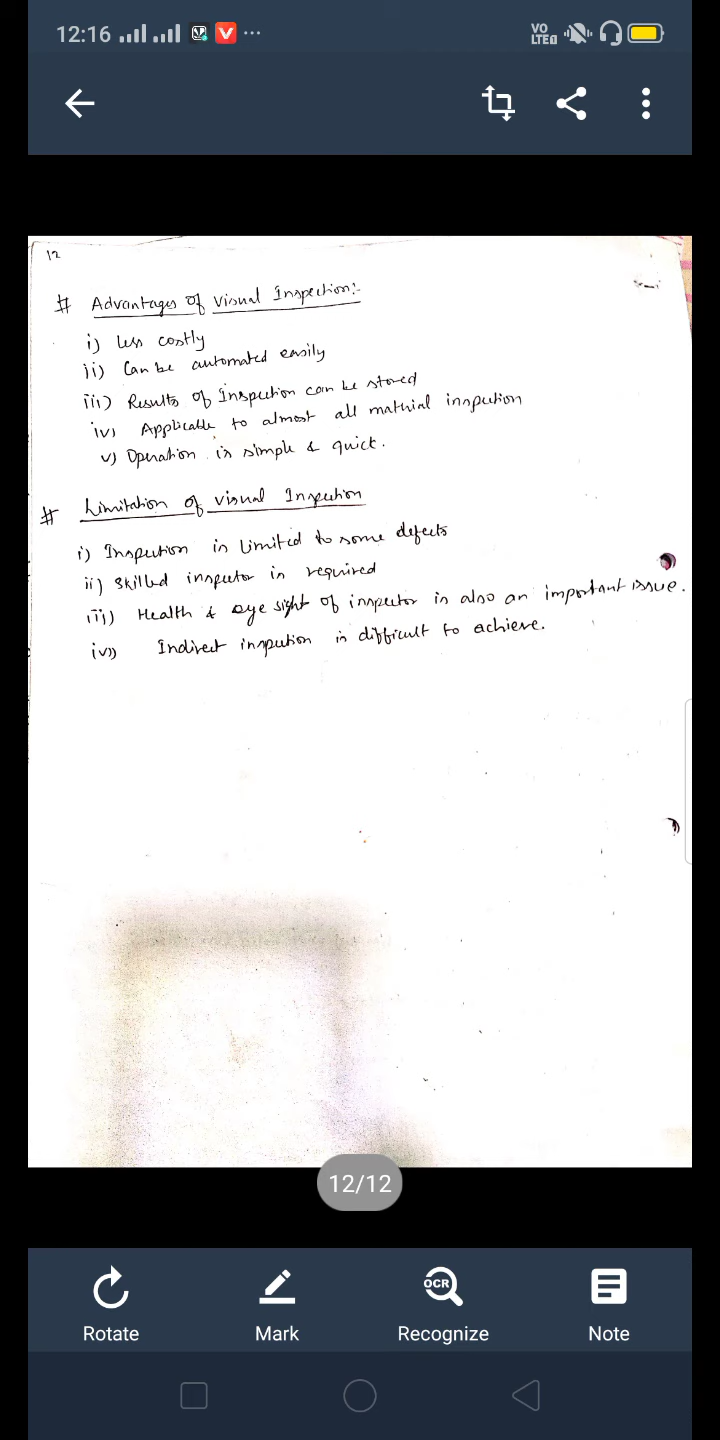 12:16
VO LTE
12
# Advantages of Visual Inspection:-
i) less costly
ii) Can be automated easily
iii) Results of Inspection can be stored
iv) Applicable to almost all material inspection
v) Operation is simple & quick.
# Limitation of Visual Inspection
i) Inspection is limited to some defects
ii) Skilled inspector is required
iii) Health & eye sight of inspector is also an important issue.
iv) Indirect inspection is difficult to achieve.
12/12
OCR
Rotate Mark Recognize Note